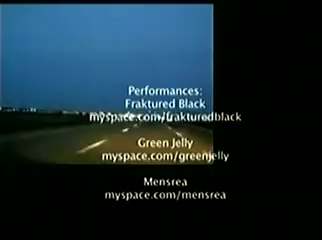 Performances:
Fraktured Black
myspace.com/frakturedblack
Green Jelly
myspace.com/greenjelly
Mensrea
myspace.com/mensrea